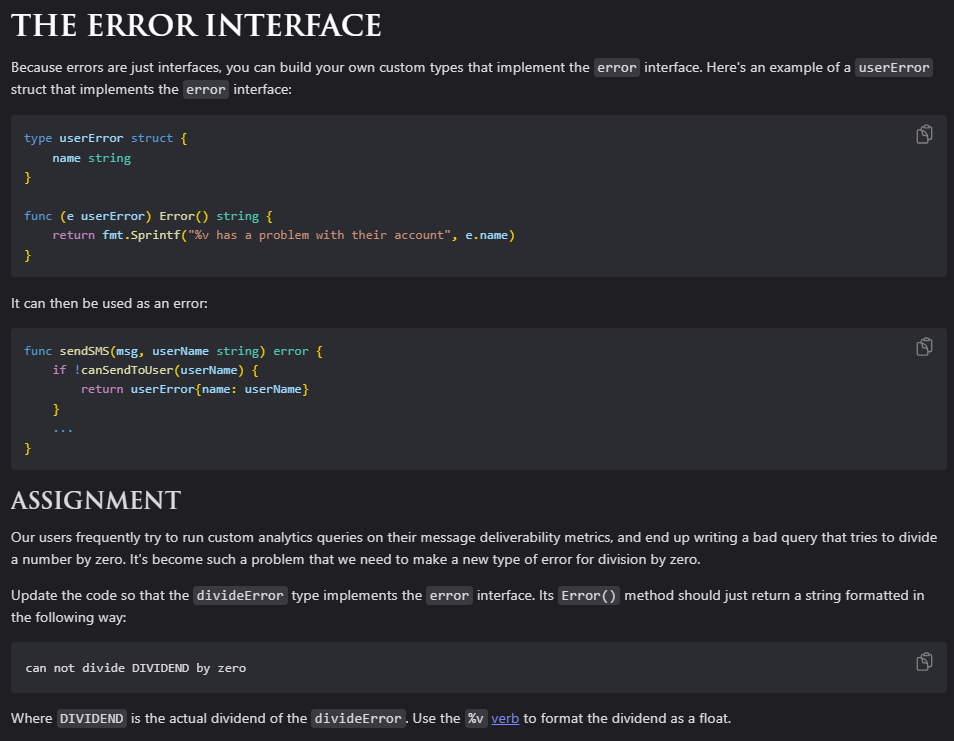 THE ERROR INTERFACE
Because errors are just interfaces, you can build your own custom types that implement the error interface. Here's an example of a userError
struct that implements the error interface:
type userError struct {
    name string
}

func (e userError) Error() string {
    return fmt.Sprintf("%v has a problem with their account", e.name)
}
It can then be used as an error:
func sendSMS(msg, userName string) error {
    if !canSendToUser(userName) {
        return userError{name: userName}
    }
    ...
}
ASSIGNMENT
Our users frequently try to run custom analytics queries on their message deliverability metrics, and end up writing a bad query that tries to divide
a number by zero. It's become such a problem that we need to make a new type of error for division by zero.
Update the code so that the divideError type implements the error interface. Its Error() method should just return a string formatted in
the following way:
can not divide DIVIDEND by zero
Where DIVIDEND is the actual dividend of the divideError. Use the %v verb to format the dividend as a float.